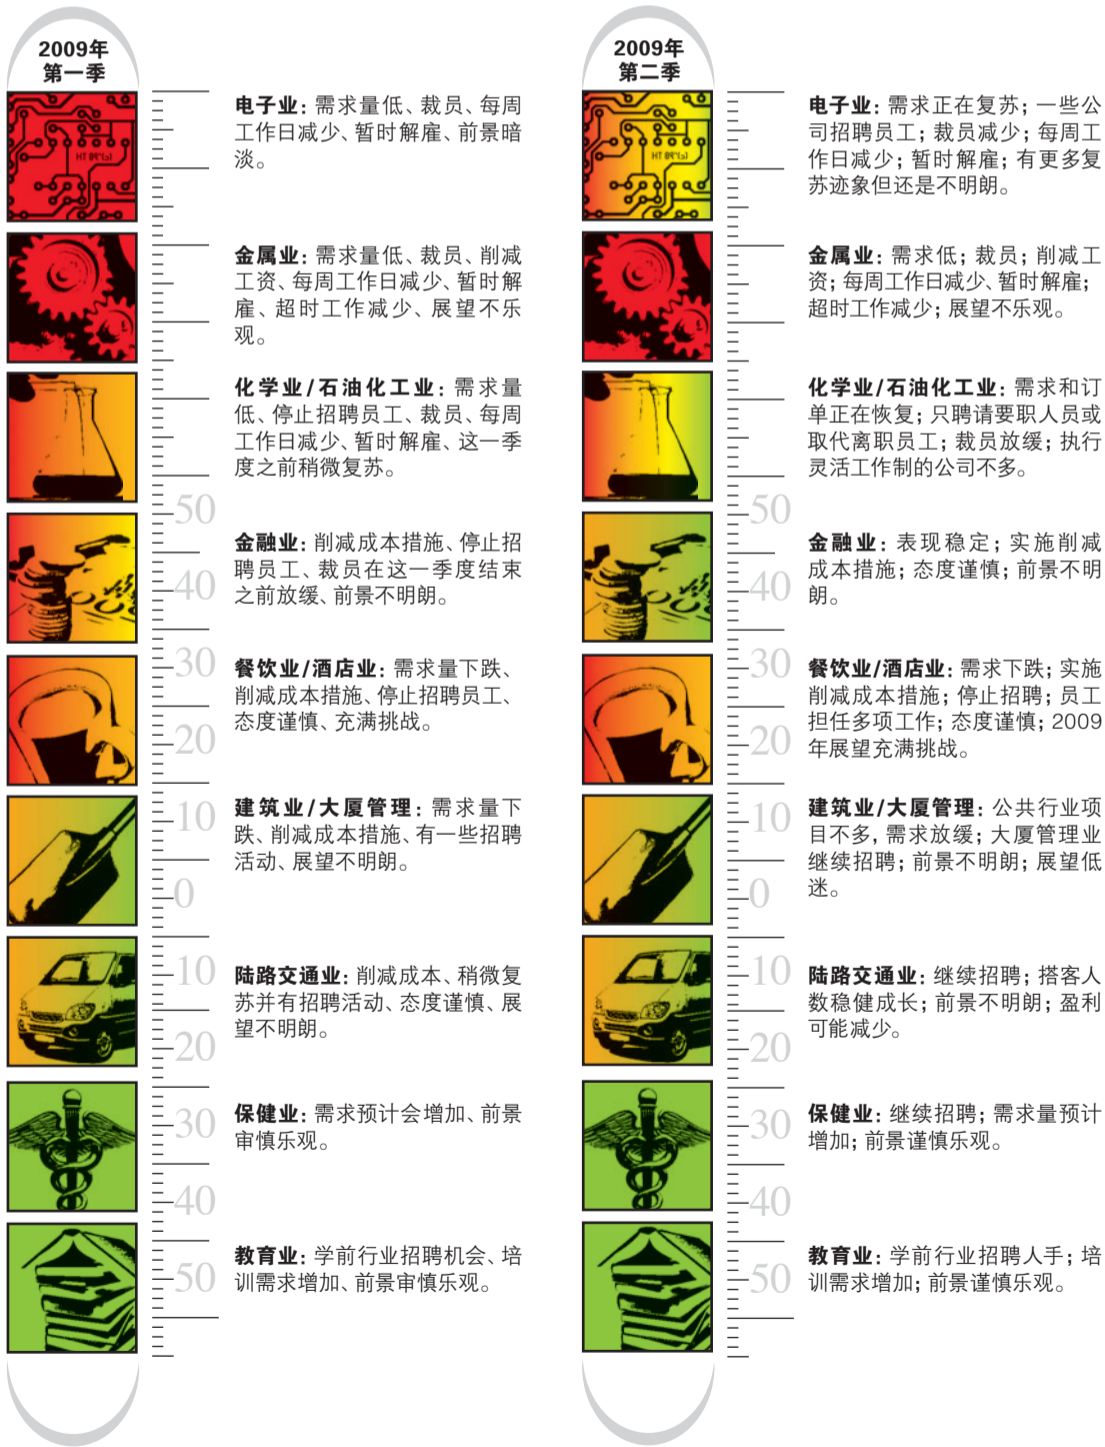 2009年
第一季
电子业：需求量低、裁员、每周
工作日减少、暂时解雇、前景暗
淡。
金属业：需求量低、裁员、削减
工资、每周工作日减少、暂时解
雇、超时工作减少、展望不乐
观。
化学业/石油化工业：需求量
低、停止招聘员工、裁员、每周
工作日减少、暂时解雇、这一季
度之前稍微复苏。
金融业：削减成本措施、停止招
聘员工、裁员在这一季度结束
之前放缓、前景不明朗。
餐饮业/酒店业：需求量下跌、
削减成本措施、停止招聘员工、
态度谨慎、充满挑战。
建筑业/大厦管理：需求量下
跌、削减成本措施、有一些招聘
活动、展望不明朗。
陆路交通业：削减成本、稍微复
苏并有招聘活动、态度谨慎、展
望不明朗。
保健业：需求预计会增加、前景
审慎乐观。
教育业：学前行业招聘机会、培
训需求增加、前景审慎乐观。
50
40
30
20
10
0
10
20
30
40
50
2009年
第二季
电子业：需求正在复苏；一些公
司招聘员工；裁员减少；每周工
作日减少；暂时解雇；有更多复
苏迹象但还是不明朗。
金属业：需求低；裁员；削减工
资；每周工作日减少、暂时解雇；
超时工作减少；展望不乐观。
化学业/石油化工业：需求和订
单正在恢复；只聘请要职人员或
取代离职员工；裁员放缓；执行
灵活工作制的公司不多。
金融业：表现稳定；实施削减
成本措施；态度谨慎；前景不明
朗。
餐饮业/酒店业：需求下跌；实施
削减成本措施；停止招聘；员工
担任多项工作；态度谨慎；2009
年展望充满挑战。
建筑业/大厦管理：公共行业项
目不多，需求放缓；大厦管理业
继续招聘；前景不明朗；展望低
迷。
陆路交通业：继续招聘；搭客人
数稳健成长；前景不明朗；盈利
可能减少。
保健业：继续招聘；需求量预计
增加；前景谨慎乐观。
教育业：学前行业招聘人手；培
训需求增加；前景谨慎乐观。
50
40
30
20
10
0
10
20
30
40
50